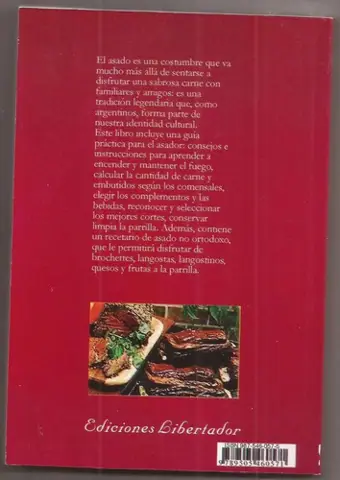 El asado es una costumbre que va
mucho más allá de sentarse a
disfrutar una sabrosa carne con
familiares y amigos: es una
tradición legendaria que, como
argentinos, forma parte de
nuestra identidad cultural.
Este libro incluye una guía
práctica para el asador: consejos e
instrucciones para aprender a
encender y mantener el fuego,
calcular la cantidad de carne y
embutidos según los comensales,
elegir los complementos y las
bebidas, reconocer y seleccionar
los mejores cortes, conservar
limpia la parrilla. Además, contiene
un recetario de asado no ortodoxo,
que le permitirá disfrutar de
brochettes, langostas, langostinos,
quesos y frutas a la parrilla.
Ediciones Libertador